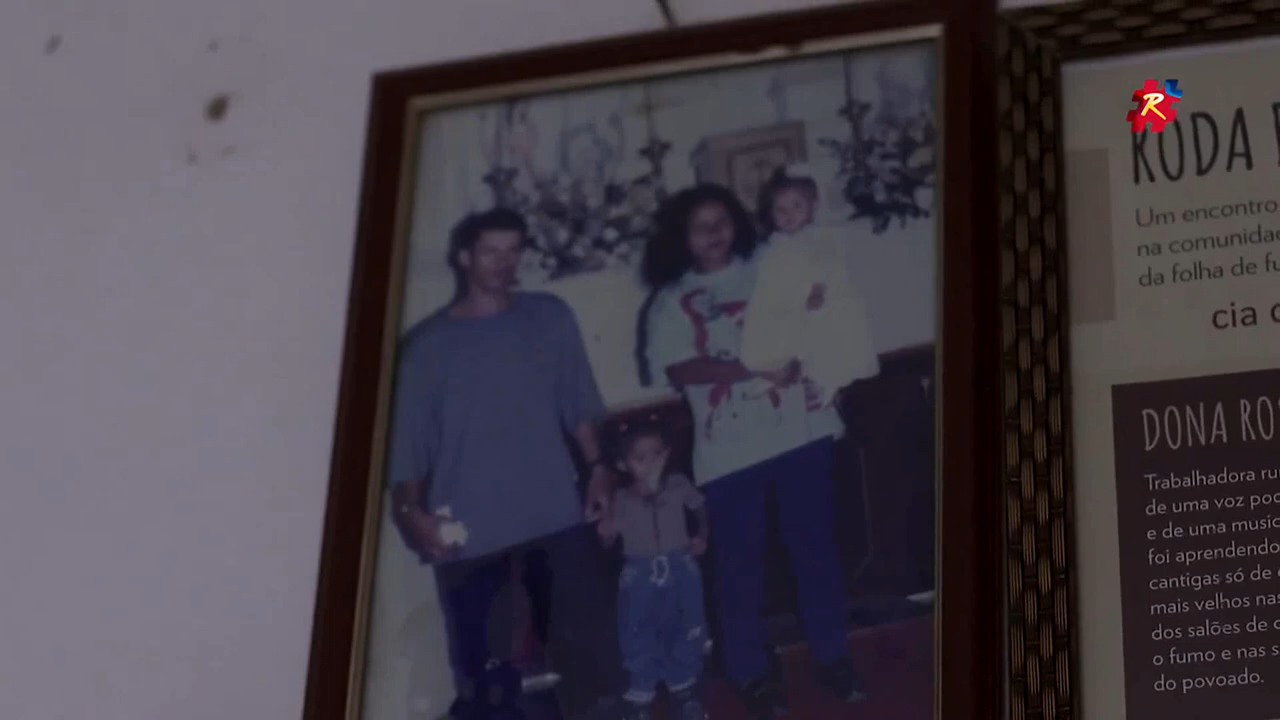 R
RODA
Um encontro
na comunidad
da folha de fu
cia
DONA RO
Trabalhadora ru
de uma voz po
e de uma music
foi aprendendo
cantigas só de
mais velhos nas
dos salões de
o fumo e nas s
do povoado.